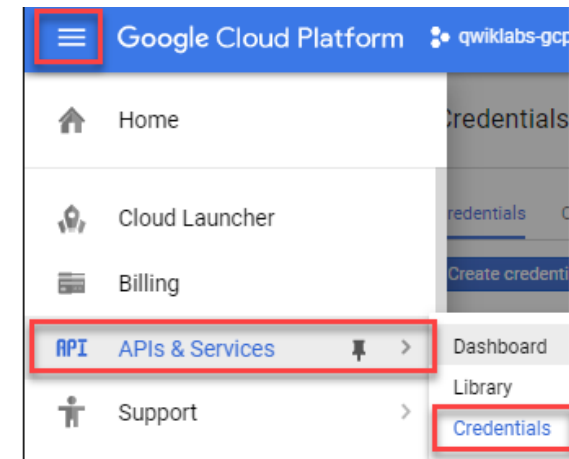 Google Cloud Platform qwiklabs-gcp
Home
Credentials
Cloud Launcher
redentials
Billing
Create credenti
API APIs & Services
Dashboard
Library
Support
Credentials